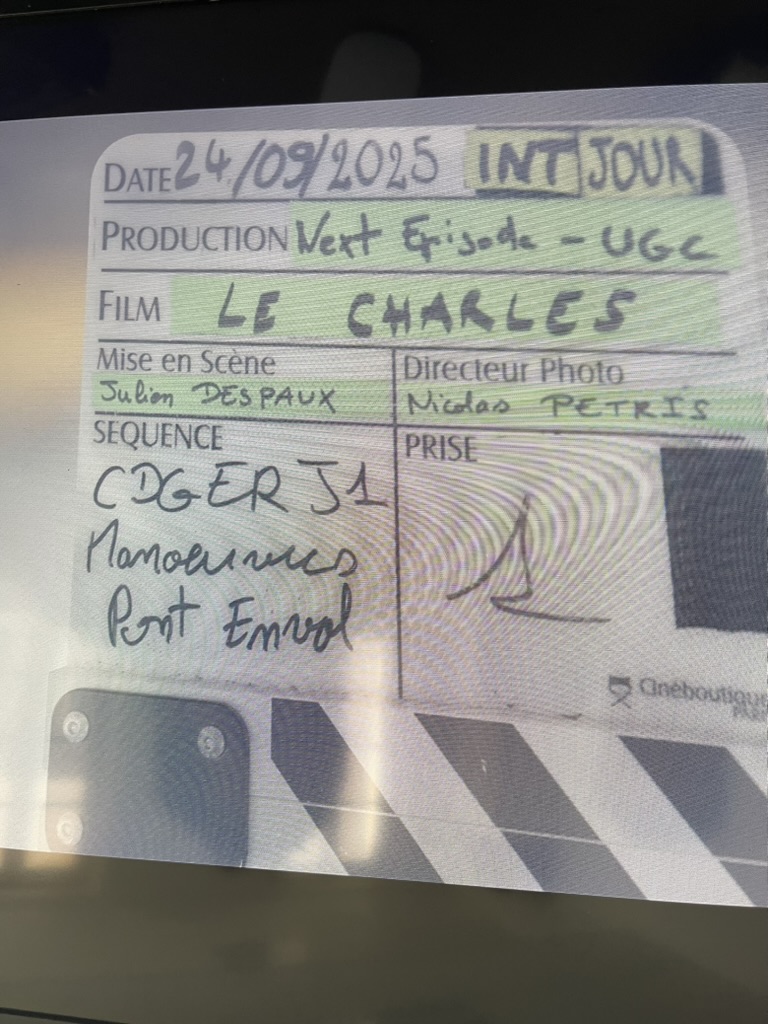 DATE 24/09/2025 INT JOUR
PRODUCTION Next Episode - UGC
FILM LE CHARLES
Mise en Scène Directeur Photo
Julien DESPAUX Nicolas PETRIS
SEQUENCE PRISE
CDGER J1
Manoeuvres
Pont Envol
1
Cinéboutique